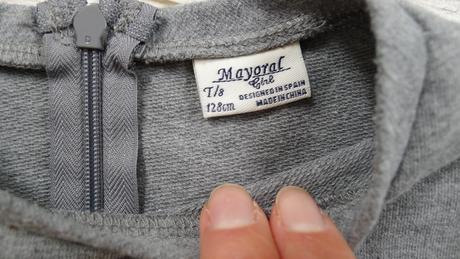 Mayoral
Girl
T/8
128cm
DESIGNED IN SPAIN
MADE IN CHINA